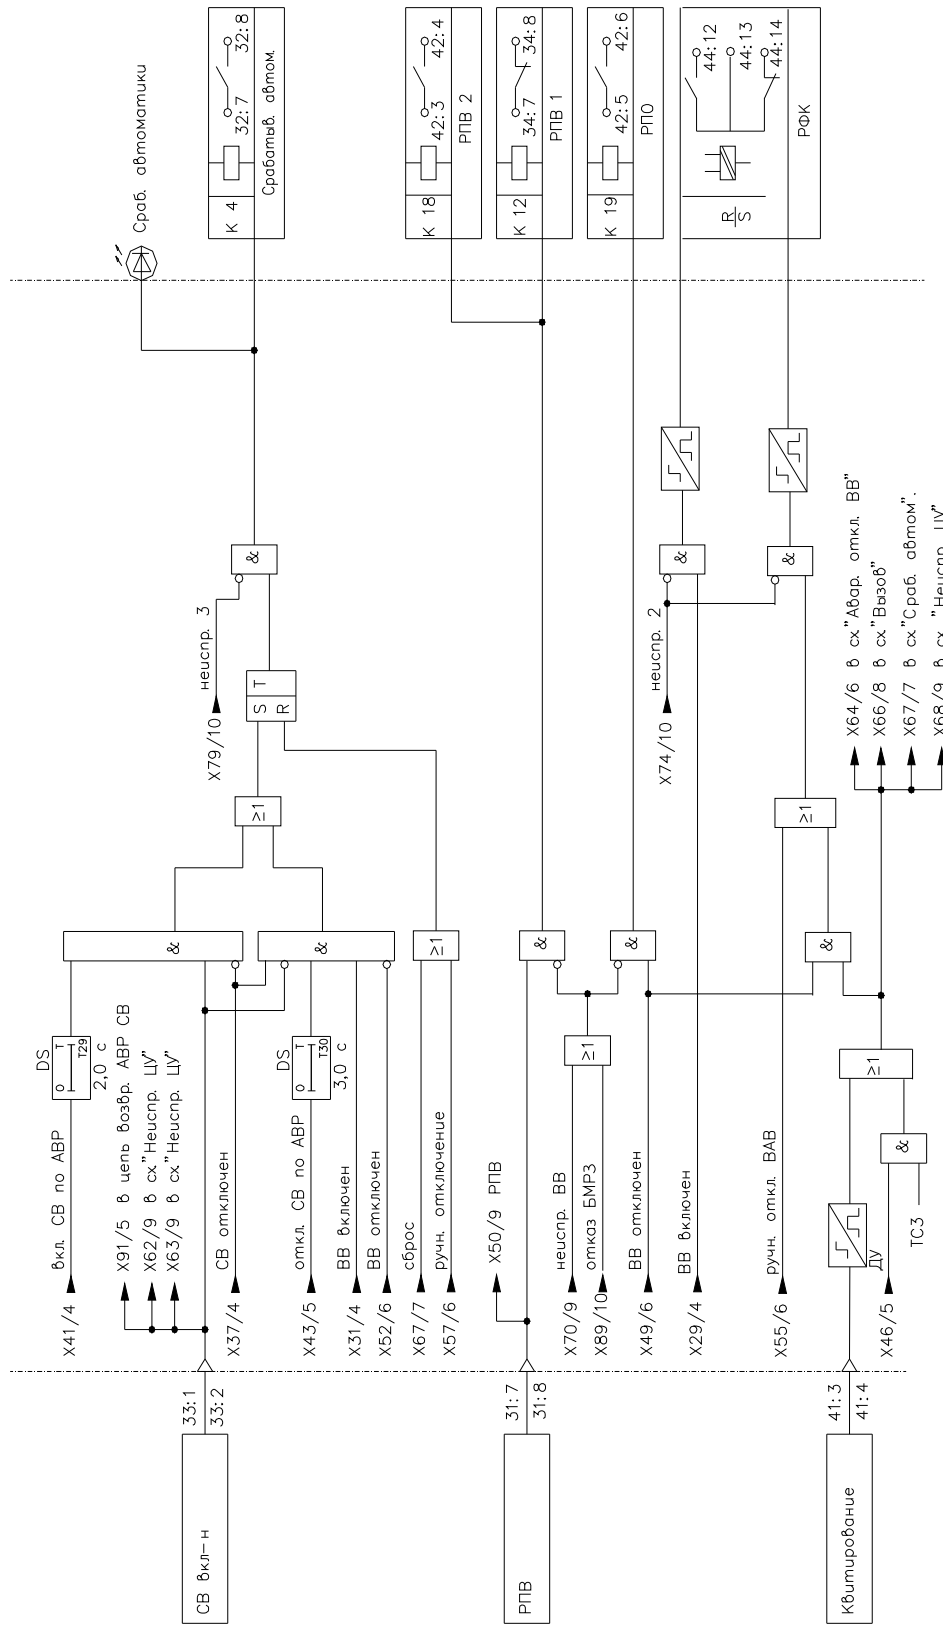 СВ вкл-н
33:1
33:2
X41/4
вкл. СВ по АВР
DS
O T
T29
2,0 с
X91/5 в цепь возвр. АВР СВ
X62/9 в сх."Неиспр. ЦУ"
X63/9 в сх."Неиспр. ЦУ"
X37/4
СВ отключен
X43/5
откл. СВ по АВР
DS
O T
T30
3,0 с
X31/4
ВВ включен
X52/6
ВВ отключен
X67/7
сброс
X57/6
ручн. отключение
&
&
≥1
≥1
S T
R
X79/10
неиспр. 3
&
Сраб. автоматики
К 4
32:7 32:8
Срабатыв. автом.
РПВ
31:7
31:8
X50/9 РПВ
X70/9
неиспр. ВВ
X89/10
отказ БМРЗ
≥1
X49/6
ВВ отключен
X29/4
ВВ включен
&
&
К 18
42:3 42:4
РПВ 2
К 12
34:7 34:8
РПВ 1
К 19
42:5 42:6
РПО
X74/10
неиспр. 2
&
&
R
S
44:12
44:13
44:14
РФК
X55/6
ручн. откл. ВАВ
≥1
&
Квитирование
41:3
41:4
X46/5
ДУ
ТС3
&
≥1
X64/6 в сх."Авар. откл. ВВ"
X66/8 в сх."Вызов"
X67/7 в сх."Сраб. автом".
X68/9 в сх. "Неиспр. ЦУ"